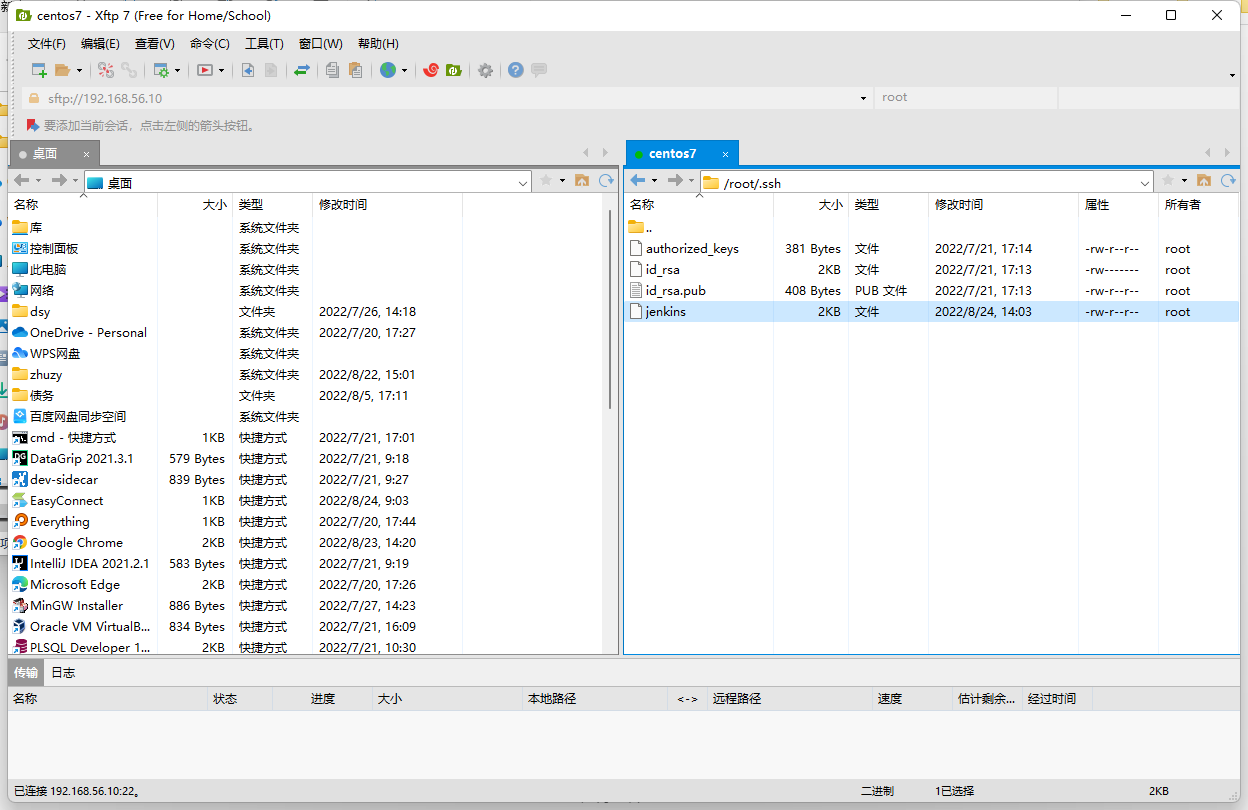 centos7 - Xftp 7 (Free for Home/School)
文件(F) 编辑(E) 查看(V) 命令(C) 工具(T) 窗口(W) 帮助(H)
sftp://192.168.56.10 root
要添加当前会话，点击左侧的箭头按钮。
桌面
桌面
名称 大小 类型 修改时间
库 系统文件夹
控制面板 系统文件夹
此电脑 系统文件夹
网络 系统文件夹
dsy 文件夹 2022/7/26, 14:18
OneDrive - Personal 系统文件夹 2022/7/20, 17:27
WPS网盘 系统文件夹
zhuzy 系统文件夹 2022/8/22, 15:01
债务 文件夹 2022/8/5, 17:11
百度网盘同步空间 系统文件夹
cmd - 快捷方式 1KB 快捷方式 2022/7/21, 17:01
DataGrip 2021.3.1 579 Bytes 快捷方式 2022/7/21, 9:18
dev-sidecar 839 Bytes 快捷方式 2022/7/21, 9:27
EasyConnect 1KB 快捷方式 2022/8/24, 9:03
Everything 1KB 快捷方式 2022/7/20, 17:44
Google Chrome 2KB 快捷方式 2022/8/23, 14:20
IntelliJ IDEA 2021.2.1 583 Bytes 快捷方式 2022/7/21, 9:19
Microsoft Edge 2KB 快捷方式 2022/7/20, 17:26
MinGW Installer 886 Bytes 快捷方式 2022/7/27, 14:23
Oracle VM VirtualB... 834 Bytes 快捷方式 2022/7/21, 16:09
PLSQL Developer 1... 2KB 快捷方式 2022/7/21, 10:30
centos7
/root/.ssh
名称 大小 类型 修改时间 属性 所有者
..
authorized_keys 381 Bytes 文件 2022/7/21, 17:14 -rw-r--r-- root
id_rsa 2KB 文件 2022/7/21, 17:13 -rw------- root
id_rsa.pub 408 Bytes PUB 文件 2022/7/21, 17:13 -rw-r--r-- root
jenkins 2KB 文件 2022/8/24, 14:03 -rw-r--r-- root
传输 日志
名称 状态 进度 大小 本地路径 <-> 远程路径 速度 估计剩余... 经过时间
已连接 192.168.56.10:22。 二进制 1已选择 2KB